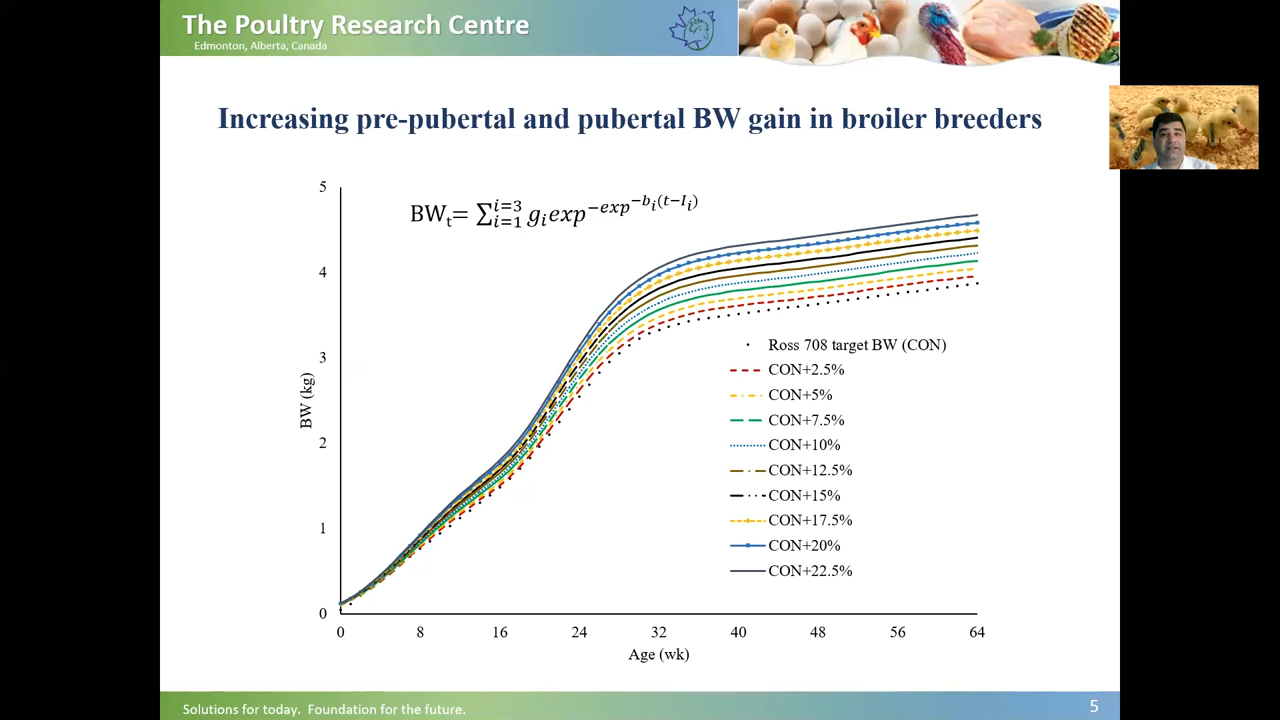 The Poultry Research Centre
Edmonton, Alberta, Canada
Increasing pre-pubertal and pubertal BW gain in broiler breeders
BWₜ= ∑ᵢ₌₁ⁱ⁼³ gᵢexp^(−exp^(−bᵢ(t−Iᵢ)))
5
4
3
2
1
0
BW (kg)
Ross 708 target BW (CON)
CON+2.5%
CON+5%
CON+7.5%
CON+10%
CON+12.5%
CON+15%
CON+17.5%
CON+20%
CON+22.5%
0 8 16 24 32 40 48 56 64
Age (wk)
Solutions for today. Foundation for the future.
5